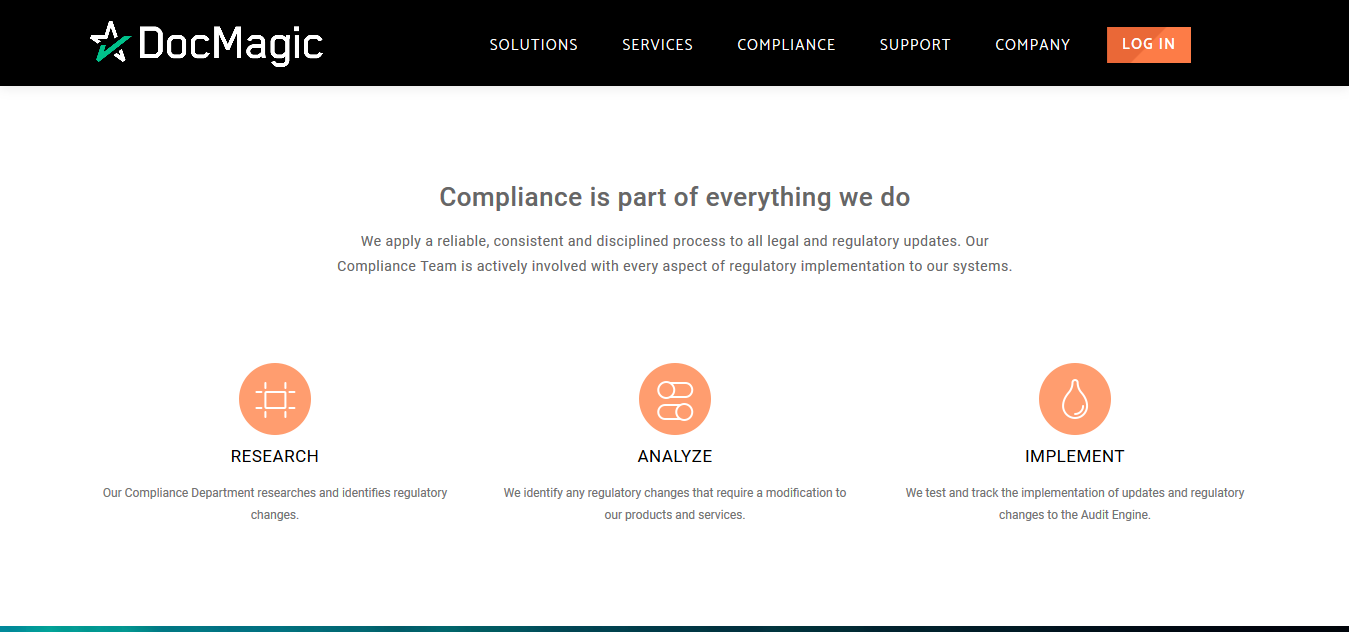 DocMagic
SOLUTIONS
SERVICES
COMPLIANCE
SUPPORT
COMPANY
LOG IN
Compliance is part of everything we do
We apply a reliable, consistent and disciplined process to all legal and regulatory updates. Our
Compliance Team is actively involved with every aspect of regulatory implementation to our systems.
RESEARCH
Our Compliance Department researches and identifies regulatory
changes.
ANALYZE
We identify any regulatory changes that require a modification to
our products and services.
IMPLEMENT
We test and track the implementation of updates and regulatory
changes to the Audit Engine.